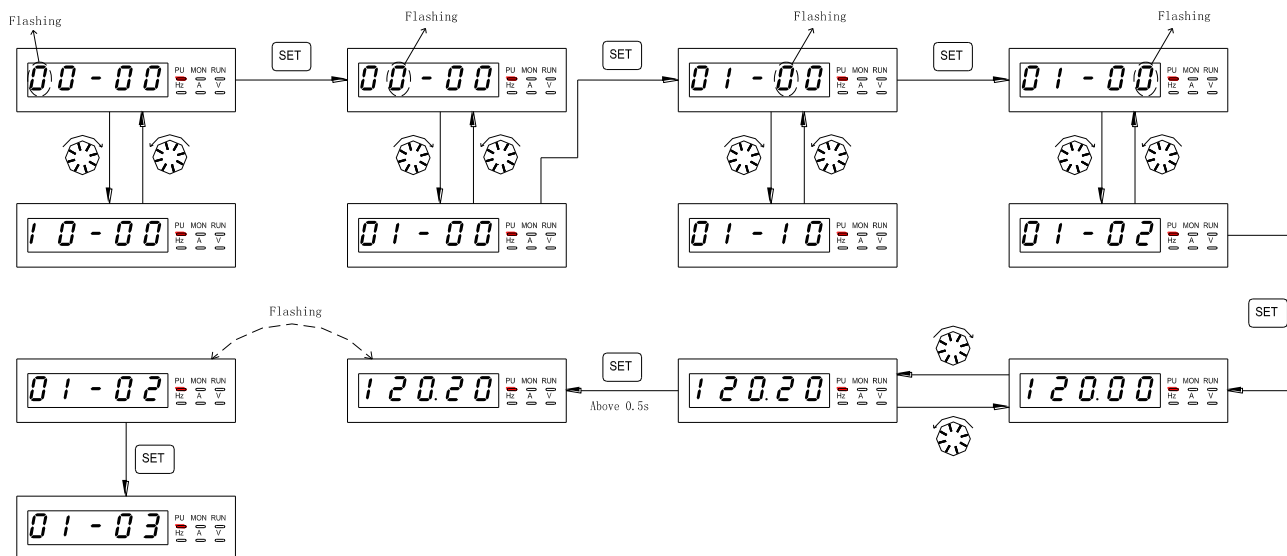 Flashing
Flashing
Flashing
Flashing
SET
SET
SET
00-00
PU MON RUN
Hz A V
00-00
PU MON RUN
Hz A V
01-00
PU MON RUN
Hz A V
01-00
PU MON RUN
Hz A V
10-00
PU MON RUN
Hz A V
01-00
PU MON RUN
Hz A V
01-10
PU MON RUN
Hz A V
01-02
PU MON RUN
Hz A V
Flashing
SET
SET
01-02
PU MON RUN
Hz A V
120.20
PU MON RUN
Hz A V
Above 0.5s
120.20
PU MON RUN
Hz A V
120.00
PU MON RUN
Hz A V
SET
01-03
PU MON RUN
Hz A V